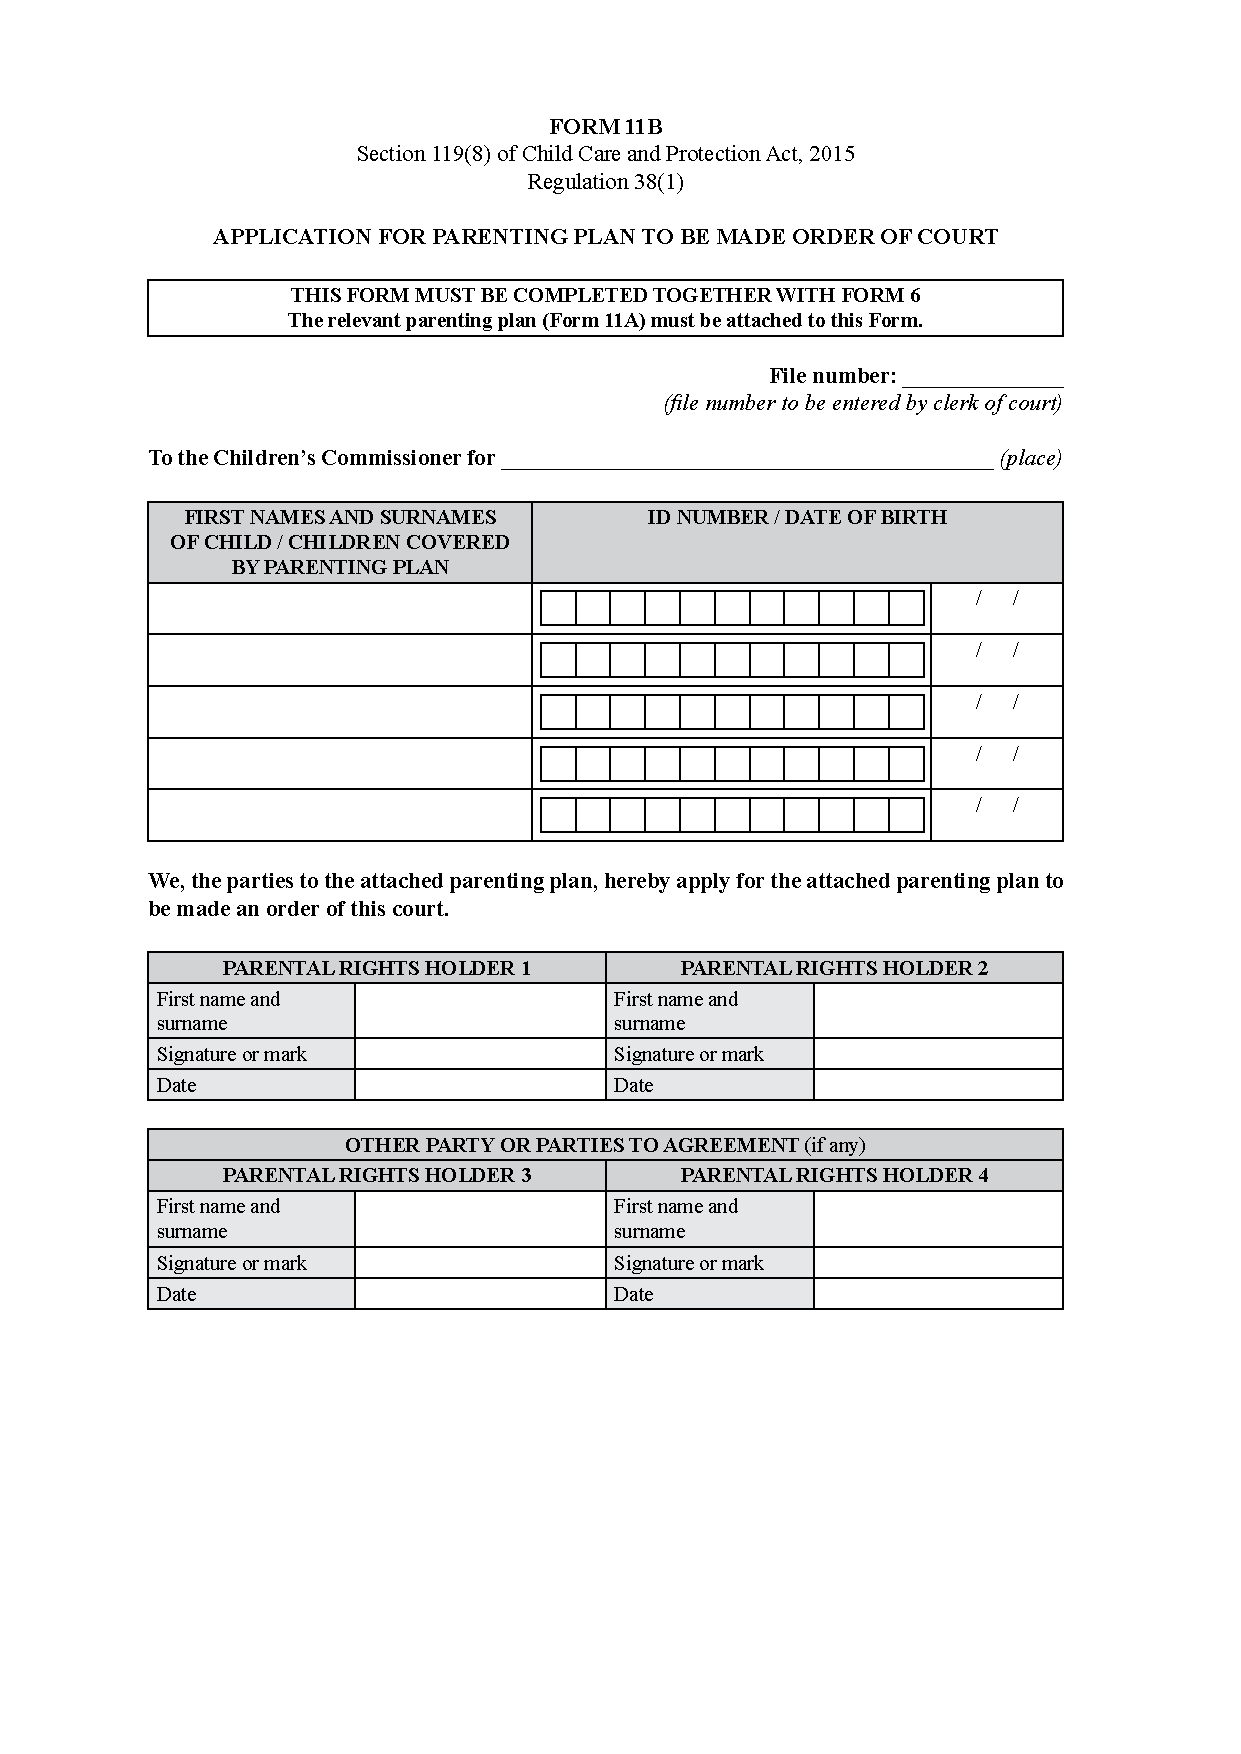 FORM 11B
Section 119(8) of Child Care and Protection Act, 2015
Regulation 38(1)
APPLICATION FOR PARENTING PLAN TO BE MADE ORDER OF COURT
THIS FORM MUST BE COMPLETED TOGETHER WITH FORM 6
The relevant parenting plan (Form 11A) must be attached to this Form.
File number: _______________
(file number to be entered by clerk of court)
To the Children’s Commissioner for _____________________________________________ (place)
FIRST NAMES AND SURNAMES
OF CHILD / CHILDREN COVERED
BY PARENTING PLAN
ID NUMBER / DATE OF BIRTH
/ /
/ /
/ /
/ /
/ /
We, the parties to the attached parenting plan, hereby apply for the attached parenting plan to
be made an order of this court.
PARENTAL RIGHTS HOLDER 1 PARENTAL RIGHTS HOLDER 2
First name and First name and
surname surname
Signature or mark Signature or mark
Date Date
OTHER PARTY OR PARTIES TO AGREEMENT (if any)
PARENTAL RIGHTS HOLDER 3 PARENTAL RIGHTS HOLDER 4
First name and First name and
surname surname
Signature or mark Signature or mark
Date Date